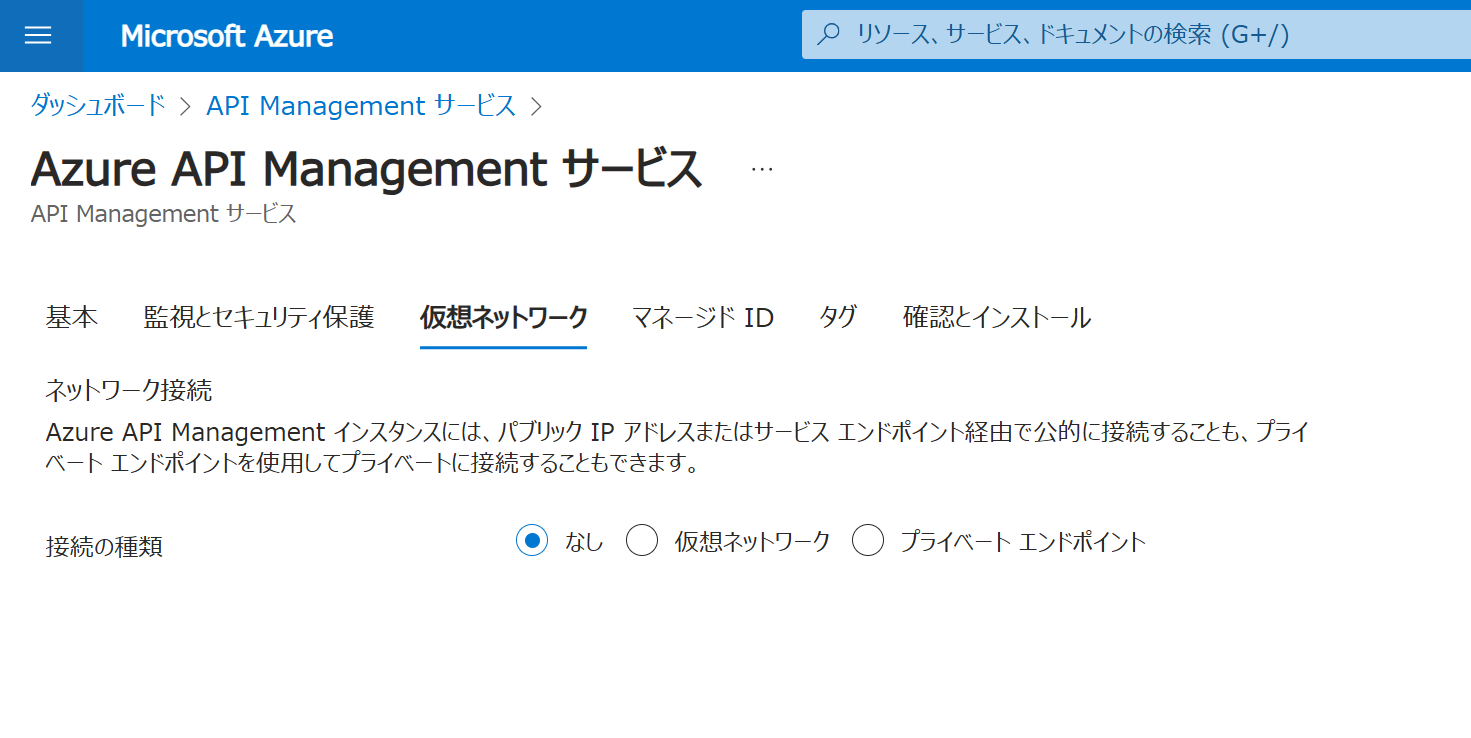 Microsoft Azure
リソース、サービス、ドキュメントの検索 (G+/)
ダッシュボード > API Management サービス >
Azure API Management サービス ...
API Management サービス
基本 監視とセキュリティ保護 仮想ネットワーク マネージド ID タグ 確認とインストール
ネットワーク接続
Azure API Management インスタンスには、パブリック IP アドレスまたはサービス エンドポイント経由で公的に接続することも、プライ
ベート エンドポイントを使用してプライベートに接続することもできます。
接続の種類 なし 仮想ネットワーク プライベート エンドポイント